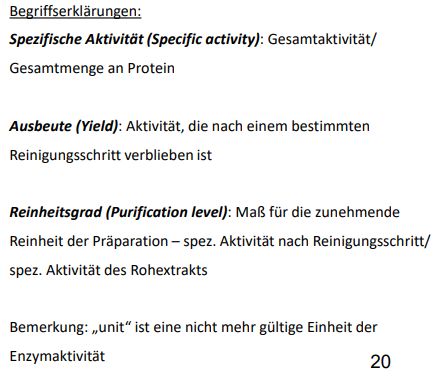 Begriffserklärungen:
Spezifische Aktivität (Specific activity): Gesamtaktivität/
Gesamtmenge an Protein
Ausbeute (Yield): Aktivität, die nach einem bestimmten
Reinigungsschritt verblieben ist
Reinheitsgrad (Purification level): Maß für die zunehmende
Reinheit der Präparation – spez. Aktivität nach Reinigungsschritt/
spez. Aktivität des Rohextrakts
Bemerkung: „unit“ ist eine nicht mehr gültige Einheit der
Enzymaktivität
20